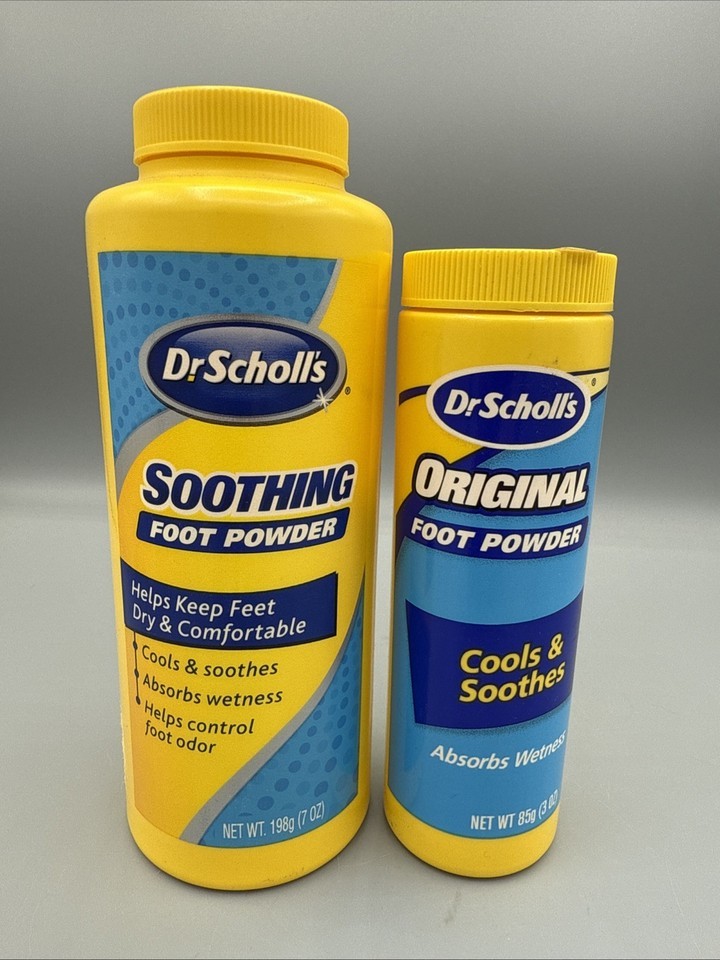 Dr. Scholl's
®
SOOTHING
FOOT POWDER
Helps Keep Feet
Dry & Comfortable
Cools & soothes
Absorbs wetness
Helps control
foot odor
NET WT. 198g (7 OZ)
Dr. Scholl's
®
ORIGINAL
FOOT POWDER
Cools &
Soothes
Absorbs Wetness
NET WT 85g (3 OZ)